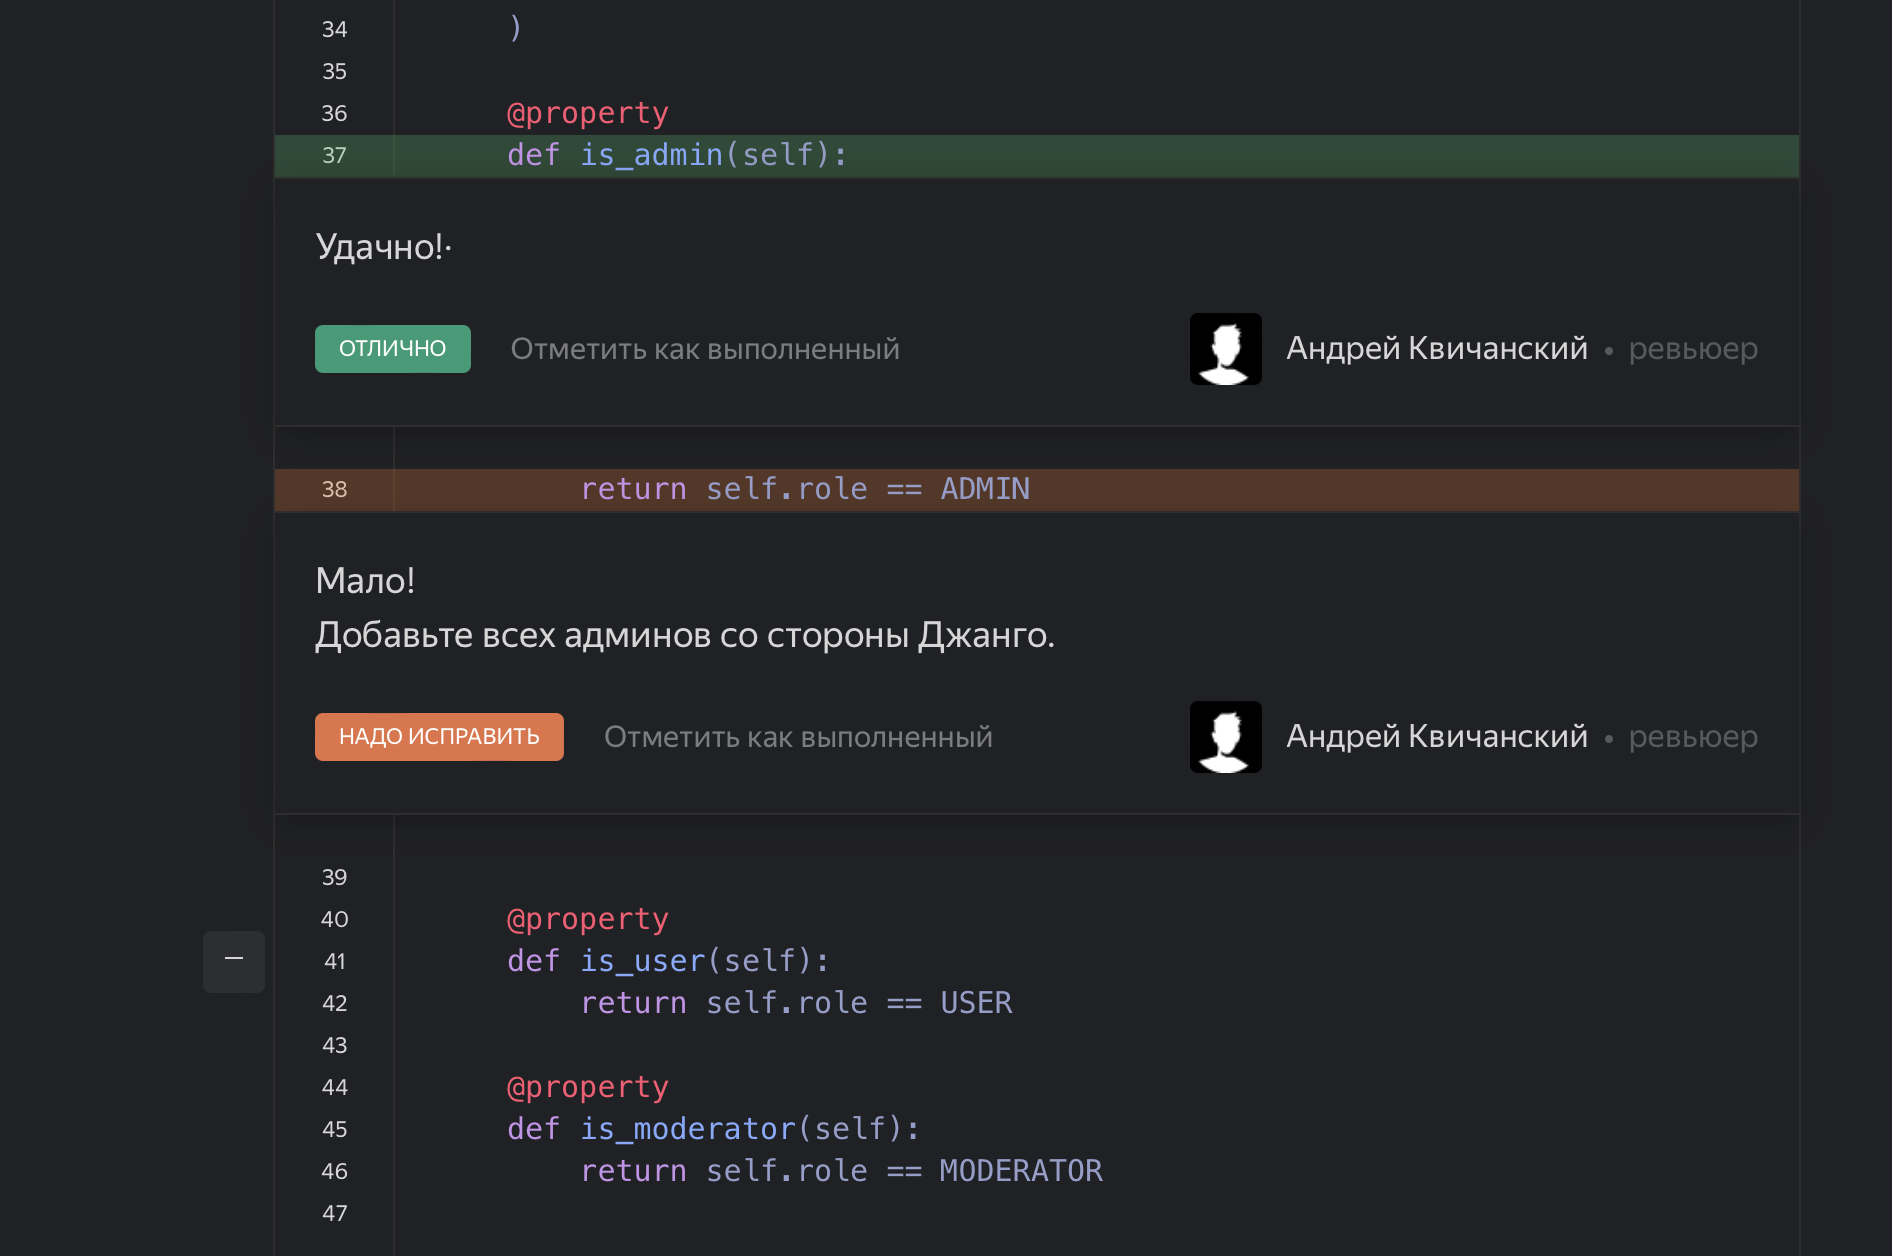 34 )
35
36 @property
37 def is_admin(self):
Удачно!·
ОТЛИЧНО Отметить как выполненный Андрей Квичанский • ревьюер
38 return self.role == ADMIN
Мало!
Добавьте всех админов со стороны Джанго.
НАДО ИСПРАВИТЬ Отметить как выполненный Андрей Квичанский • ревьюер
39
40 @property
41 def is_user(self):
42 return self.role == USER
43
44 @property
45 def is_moderator(self):
46 return self.role == MODERATOR
47